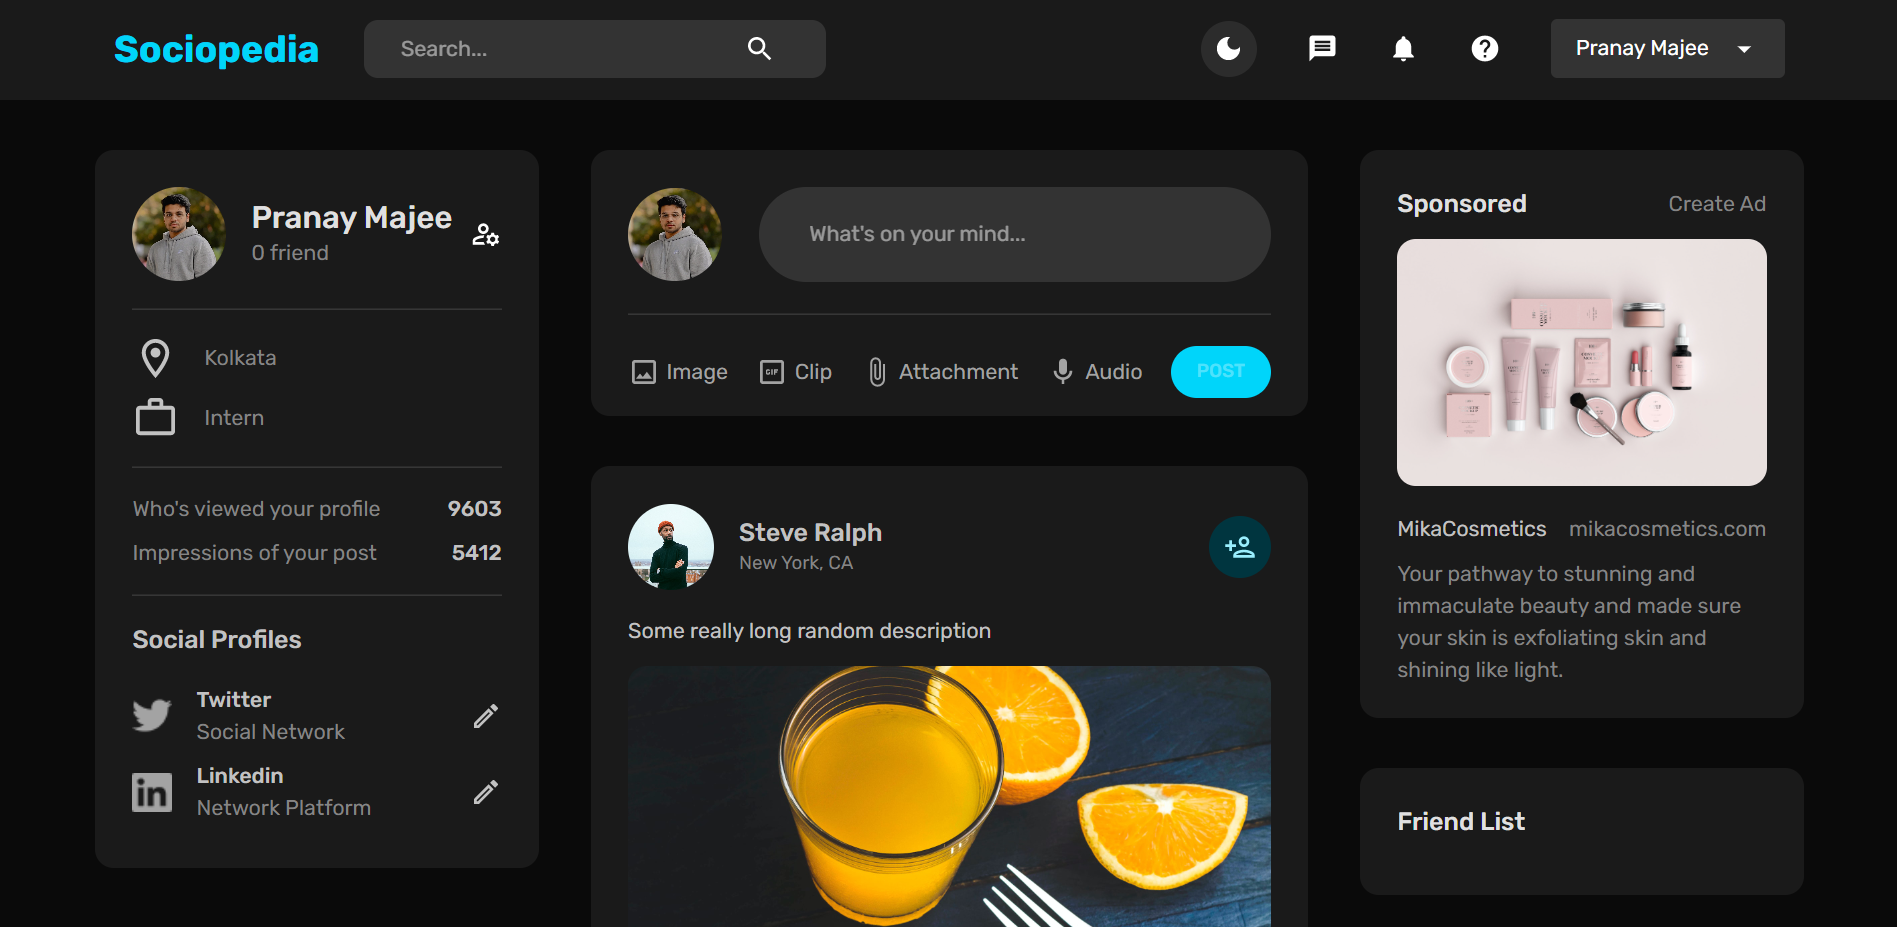 Sociopedia
Search...
Pranay Majee
Pranay Majee
0 friend
Kolkata
Intern
Who's viewed your profile 9603
Impressions of your post 5412
Social Profiles
Twitter
Social Network
Linkedin
Network Platform
What's on your mind...
Image
GIF
Clip
Attachment
Audio
POST
Steve Ralph
New York, CA
Some really long random description
Sponsored
Create Ad
MikaCosmetics
mikacosmetics.com
Your pathway to stunning and
immaculate beauty and made sure
your skin is exfoliating skin and
shining like light.
Friend List